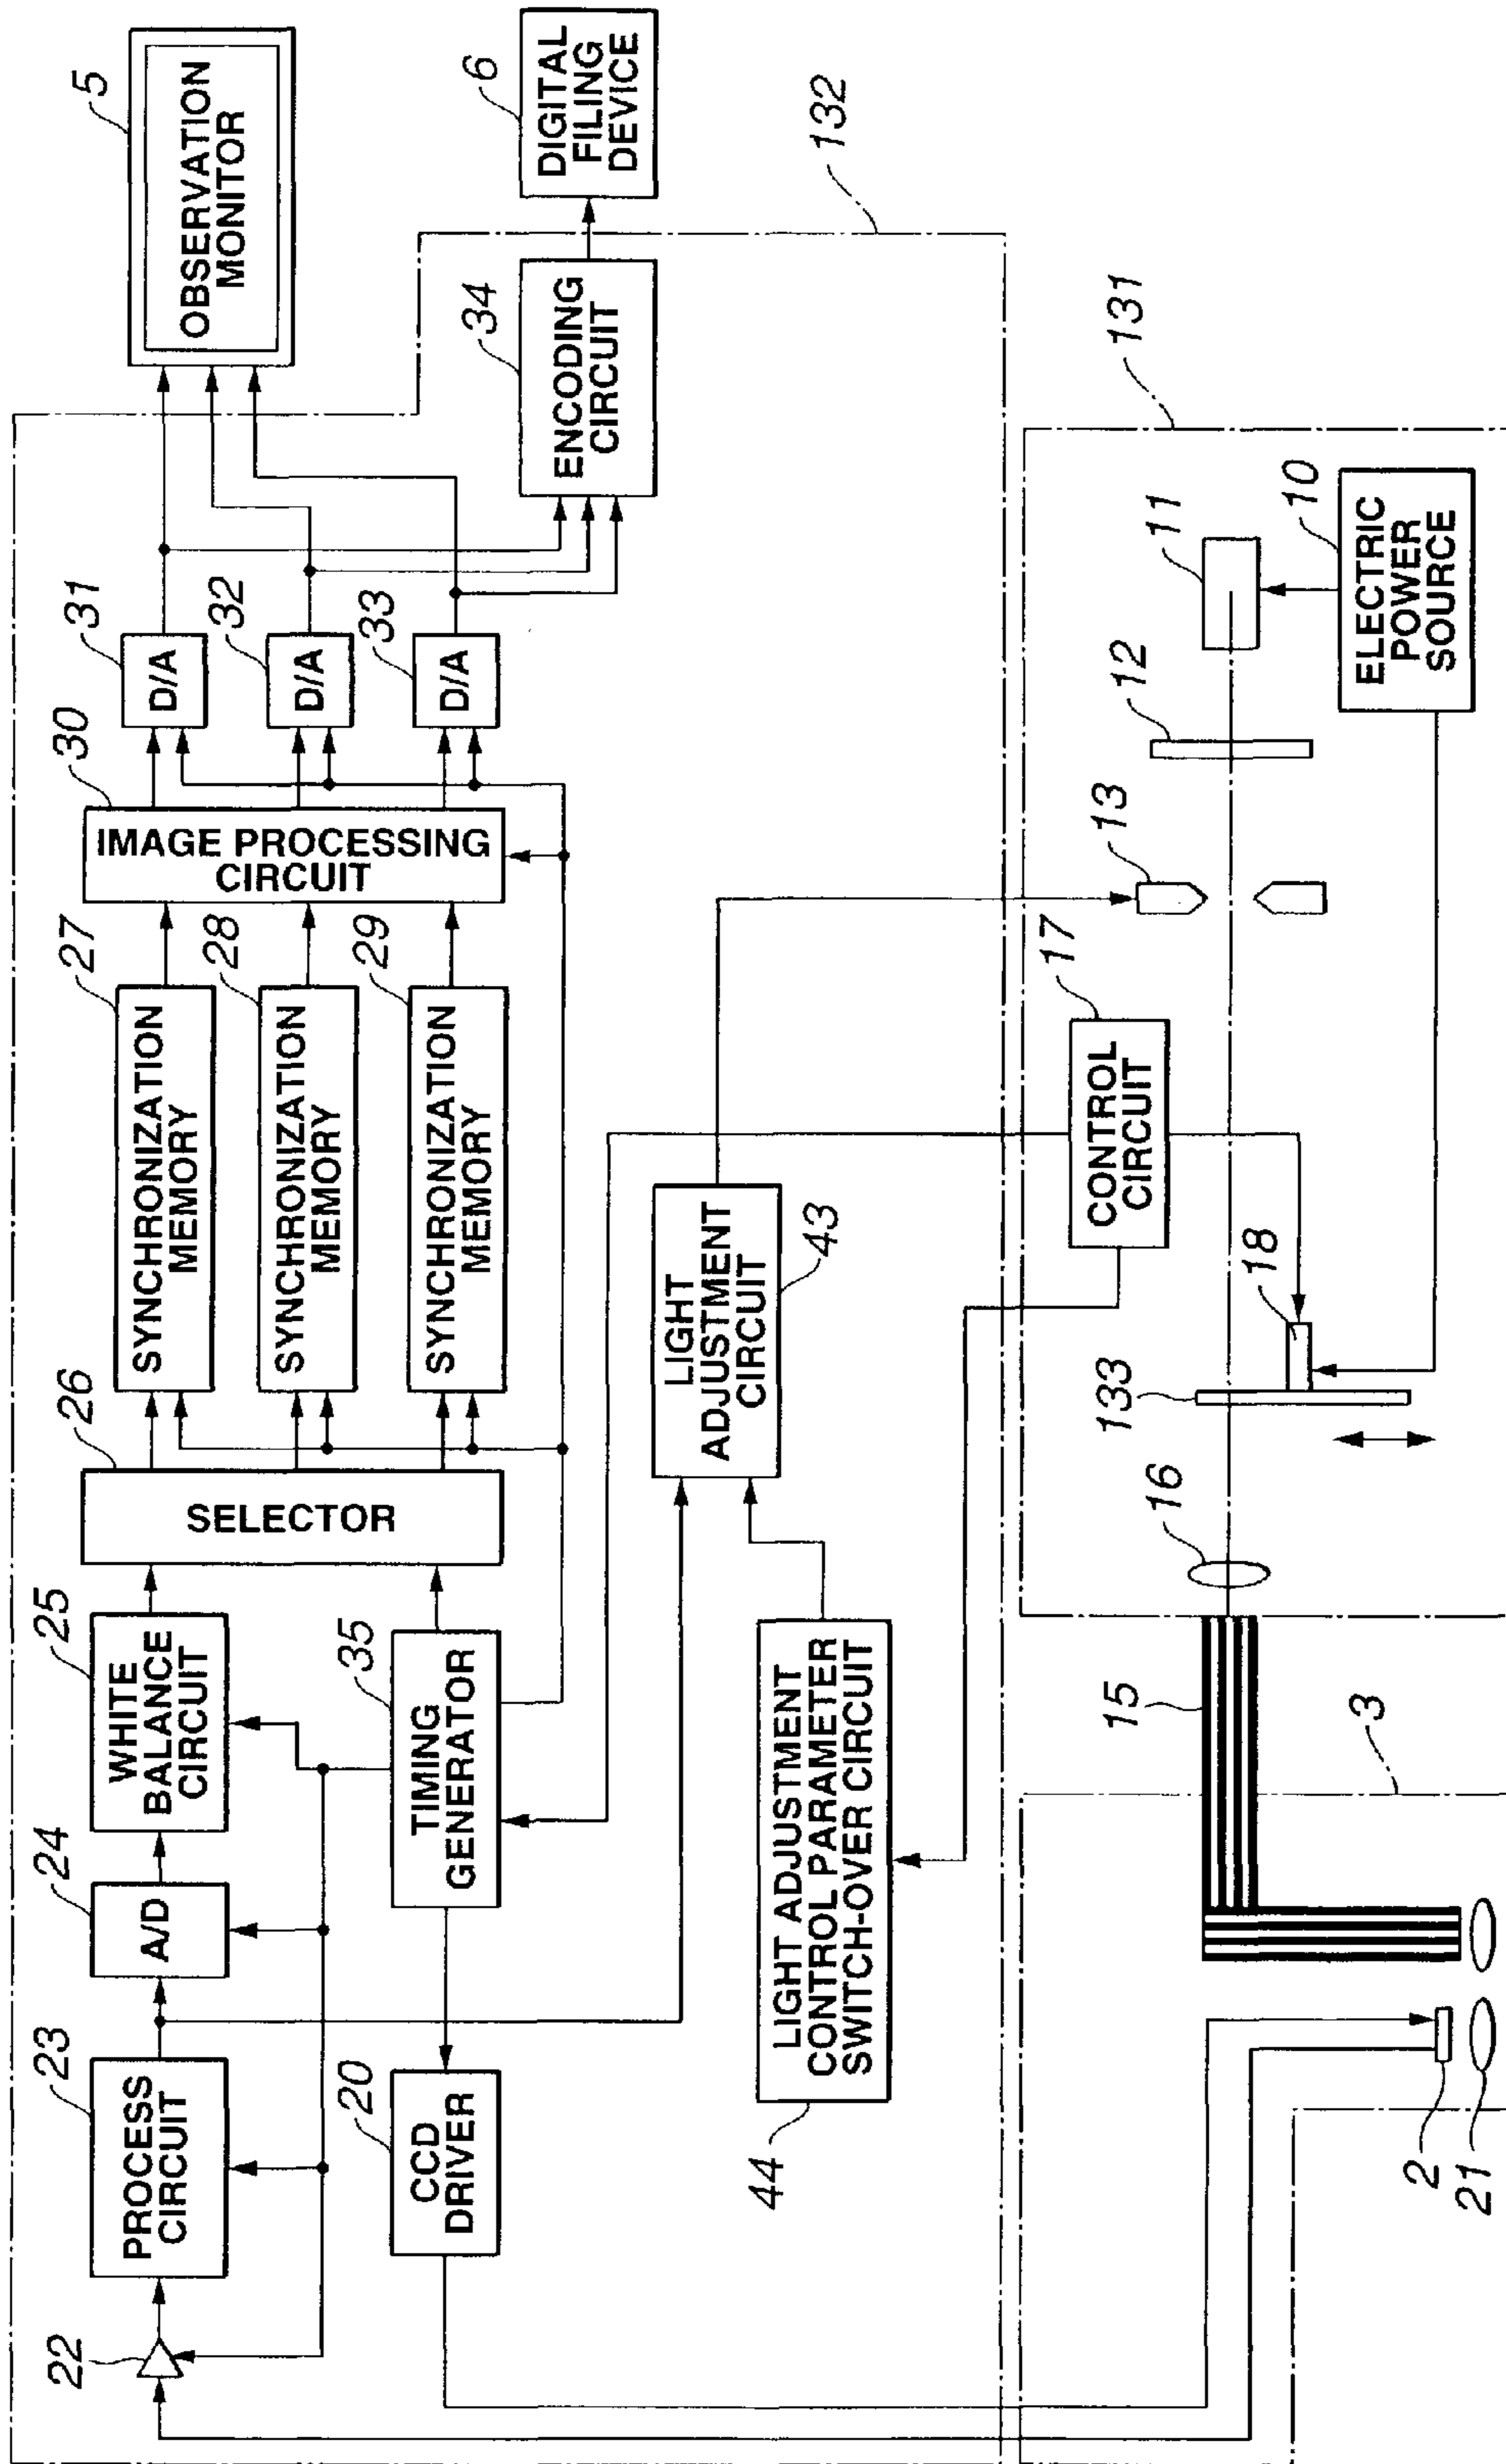 5
OBSERVATION
MONITOR
6
DIGITAL
FILING
DEVICE
132
34
ENCODING
CIRCUIT
31
D/A
32
D/A
33
D/A
30
IMAGE PROCESSING
CIRCUIT
27
SYNCHRONIZATION
MEMORY
28
SYNCHRONIZATION
MEMORY
29
SYNCHRONIZATION
MEMORY
26
SELECTOR
25
WHITE
BALANCE
CIRCUIT
24
A/D
23
PROCESS
CIRCUIT
22
35
TIMING
GENERATOR
20
CCD
DRIVER
LIGHT
ADJUSTMENT
CIRCUIT
43
LIGHT ADJUSTMENT
CONTROL PARAMETER
SWITCH-OVER CIRCUIT
44
131
10
ELECTRIC
POWER
SOURCE
11
12
13
17
CONTROL
CIRCUIT
18
133
16
15
3
2
21